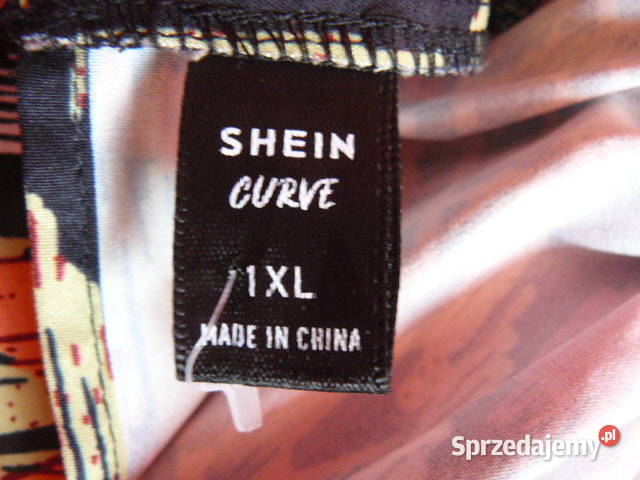 SHEIN
CURVE
1XL
MADE IN CHINA
Sprzedajemy.pl